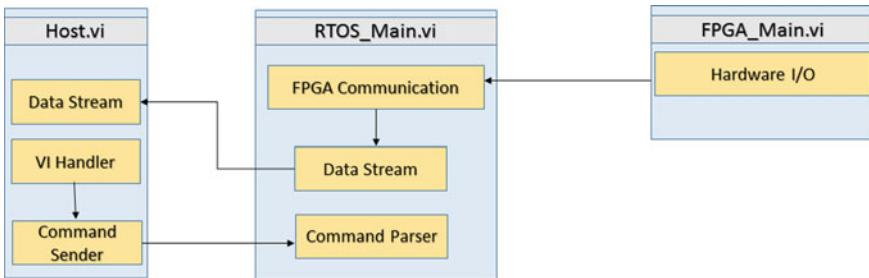 Host.vi
Data Stream
VI Handler
Command
Sender
RTOS_Main.vi
FPGA Communication
Data Stream
Command Parser
FPGA_Main.vi
Hardware I/O